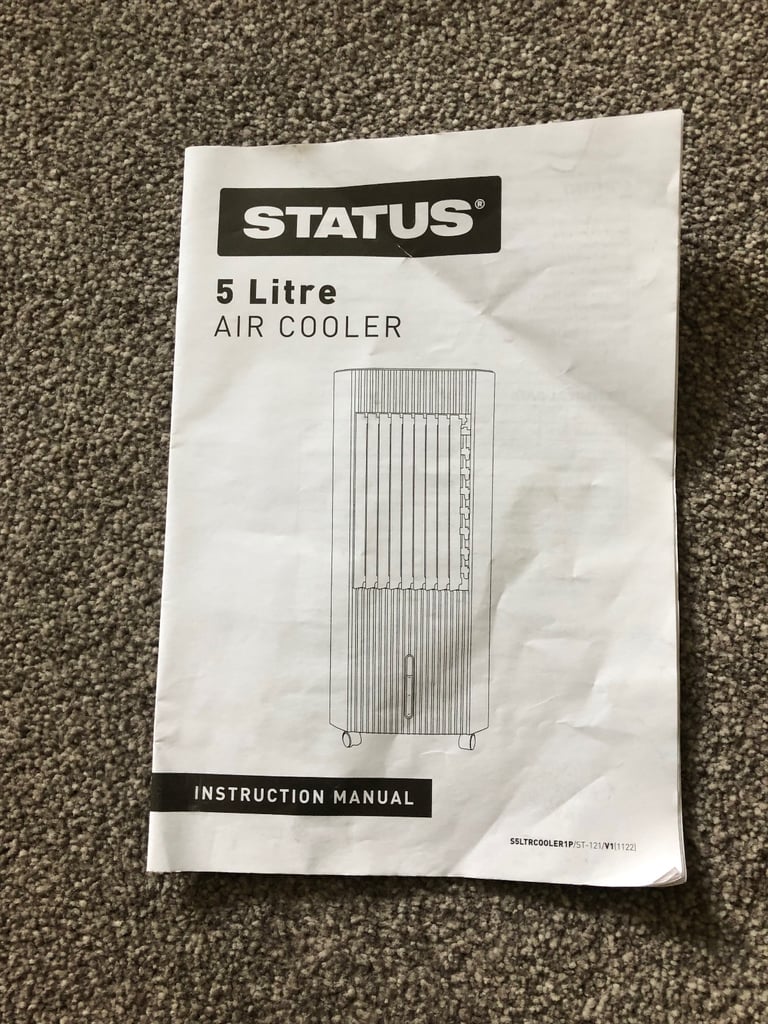 STATUS®
5 Litre
AIR COOLER
INSTRUCTION MANUAL
S5LTRCOOLER1P/ST-121/V1(1122)